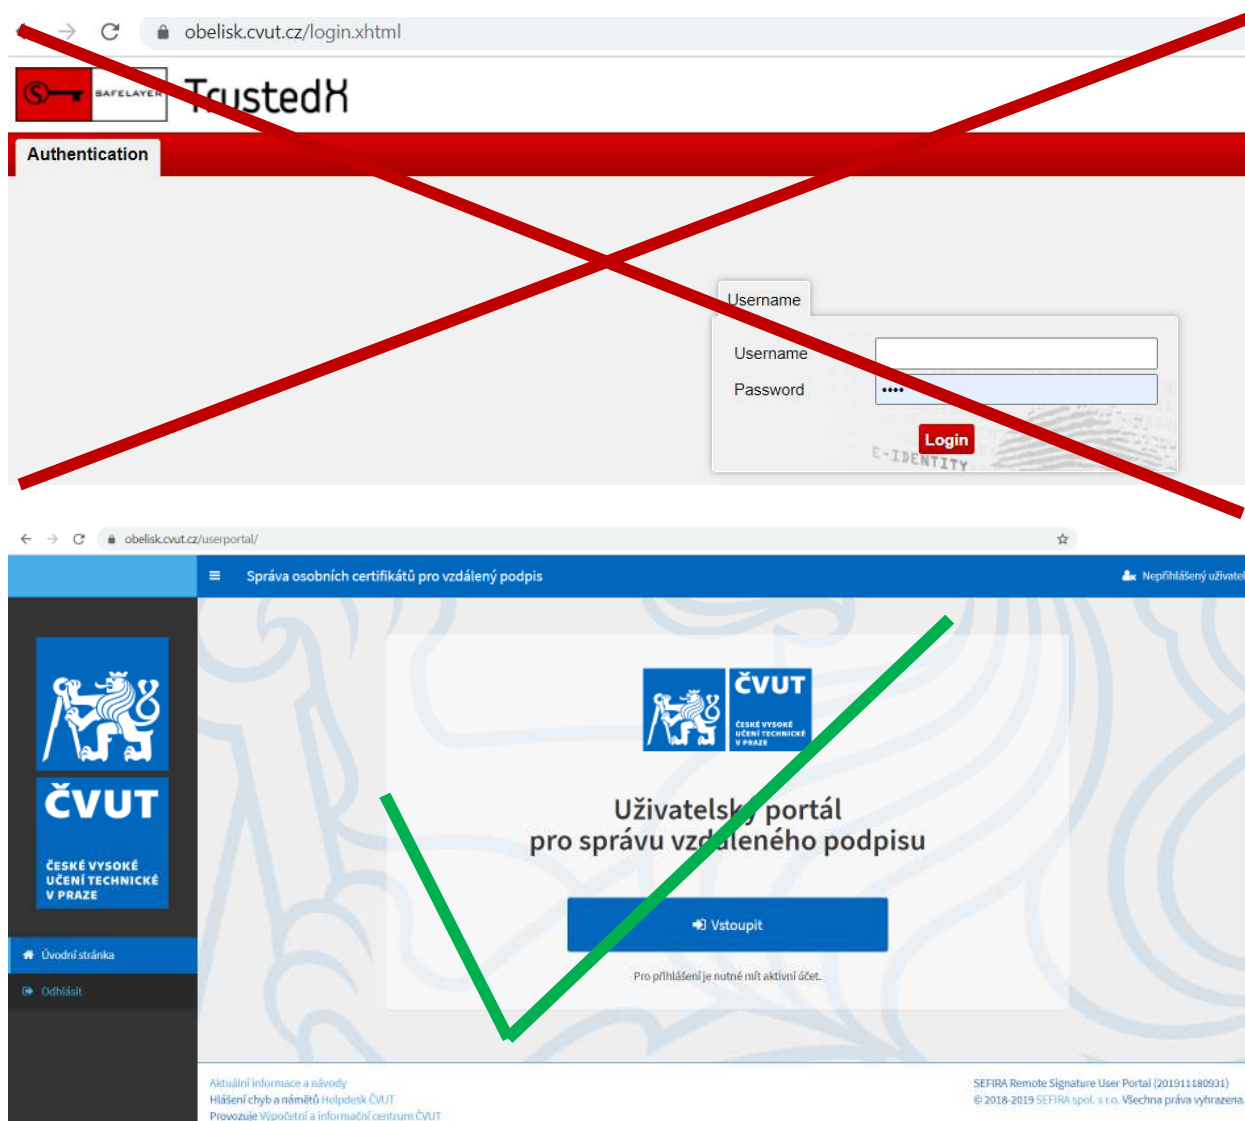 obelisk.cvut.cz/login.xhtml
SAFELAYER TrustedX
Authentication
Username
Username
Password
Login
E-IDENTITY
obelisk.cvut.cz/userportal/
Správa osobních certifikátů pro vzdálený podpis
Nepřihlášený uživatel
ČVUT
ČESKÉ VYSOKÉ
UČENÍ TECHNICKÉ
V PRAZE
ČVUT
ČESKÉ VYSOKÉ
UČENÍ TECHNICKÉ
V PRAZE
Úvodní stránka
Odhlásit
Uživatelský portál
pro správu vzdáleného podpisu
Vstoupit
Pro přihlášení je nutné mít aktivní účet.
Aktuální informace a návody
Hlášení chyb a námětů Helpdesk ČVUT
Provozuje Výpočetní a informační centrum ČVUT
SEFIRA Remote Signature User Portal (201911180931)
© 2018-2019 SEFIRA spol. s r.o. Všechna práva vyhrazena.